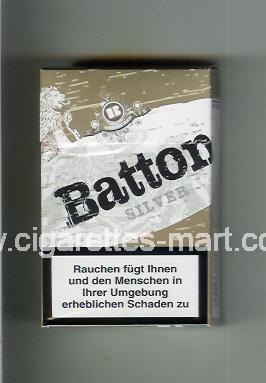 B
Batton
SILVER
www.cigarettes-mart.com
Rauchen fügt Ihnen
und den Menschen in
Ihrer Umgebung
erheblichen Schaden zu